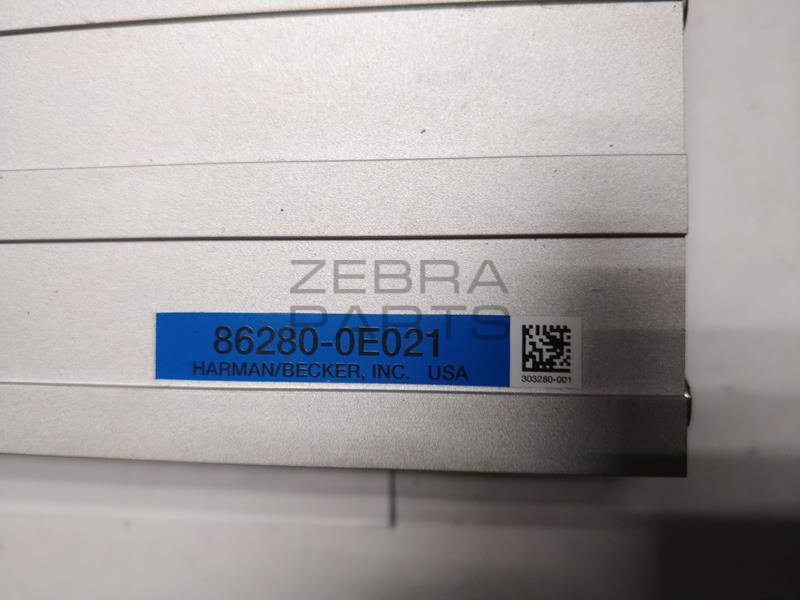 ZEBRA
PARTS
86280-0E021
HARMAN/BECKER, INC. USA
303280-001